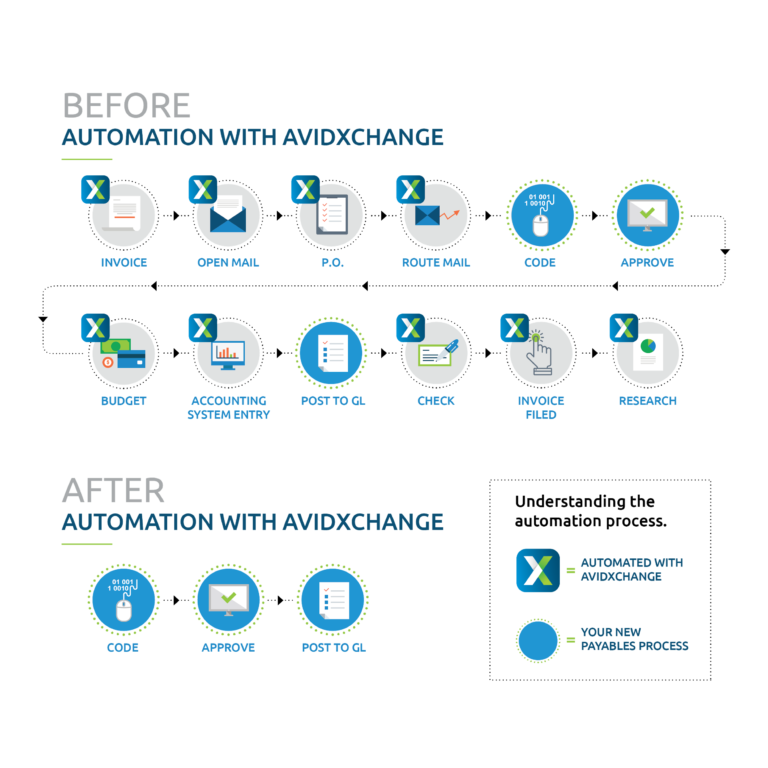 BEFORE
AUTOMATION WITH AVIDXCHANGE
INVOICE
OPEN MAIL
P.O.
ROUTE MAIL
01 001
1 0010
CODE
APPROVE
BUDGET
ACCOUNTING
SYSTEM ENTRY
POST TO GL
CHECK
INVOICE
FILED
RESEARCH
AFTER
AUTOMATION WITH AVIDXCHANGE
01 001
1 0010
CODE
APPROVE
POST TO GL
Understanding the
automation process.
X
= AUTOMATED WITH
AVIDXCHANGE
= YOUR NEW
PAYABLES PROCESS